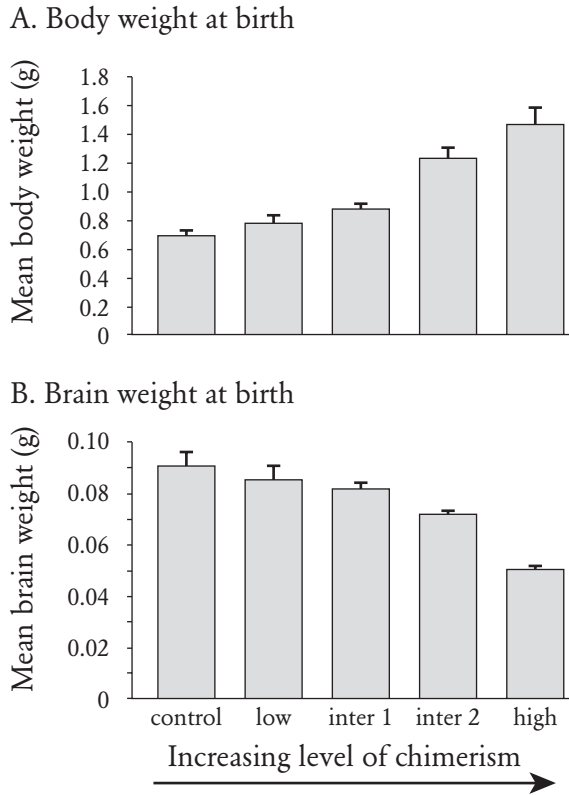 A. Body weight at birth
Mean body weight (g)
1.8
1.6
1.4
1.2
1.0
0.8
0.6
0.4
0.2
0
B. Brain weight at birth
Mean brain weight (g)
0.10
0.08
0.06
0.04
0.02
0
control low inter 1 inter 2 high
Increasing level of chimerism